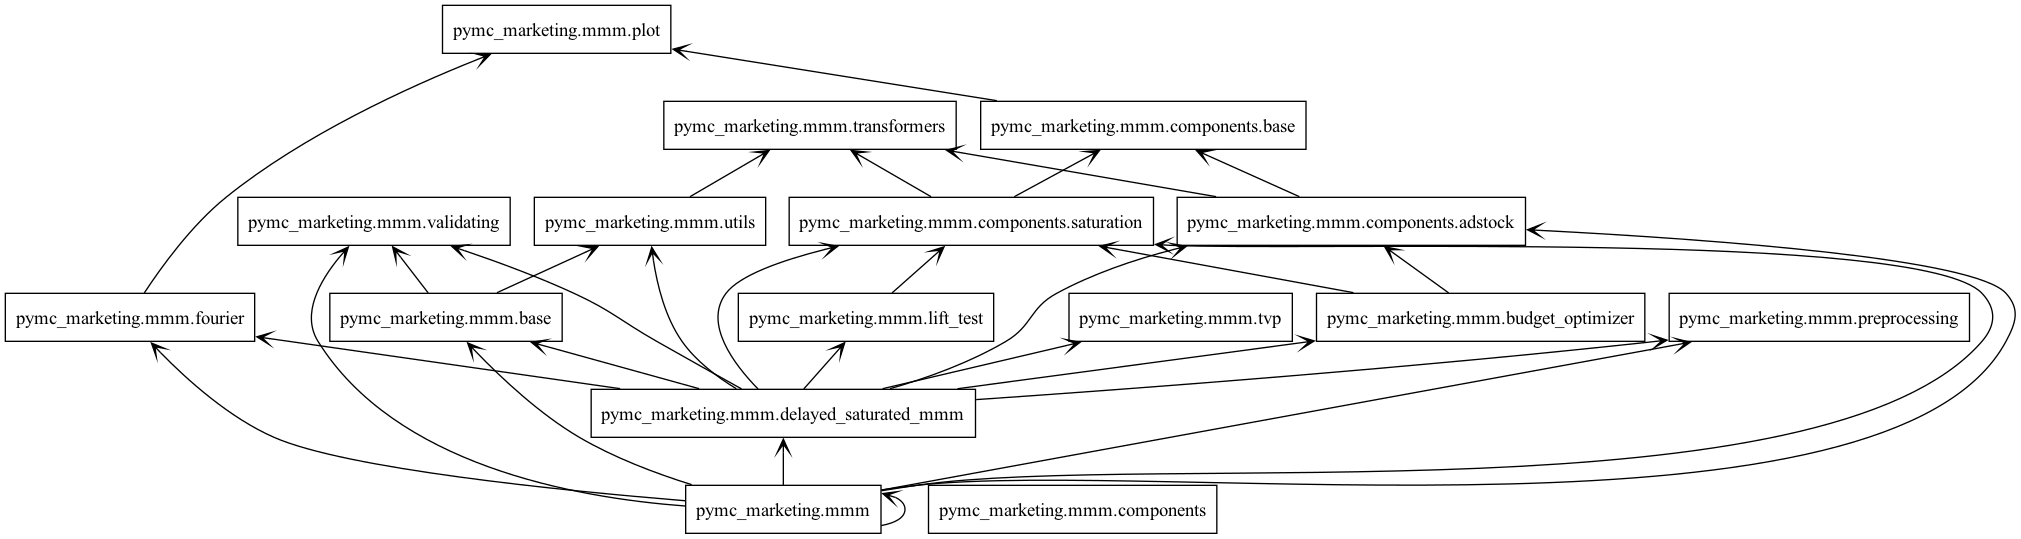 pymc_marketing.mmm.plot
pymc_marketing.mmm.transformers
pymc_marketing.mmm.components.base
pymc_marketing.mmm.validating
pymc_marketing.mmm.utils
pymc_marketing.mmm.components.saturation
pymc_marketing.mmm.components.adstock
pymc_marketing.mmm.fourier
pymc_marketing.mmm.base
pymc_marketing.mmm.lift_test
pymc_marketing.mmm.tvp
pymc_marketing.mmm.budget_optimizer
pymc_marketing.mmm.preprocessing
pymc_marketing.mmm.delayed_saturated_mmm
pymc_marketing.mmm
pymc_marketing.mmm.components